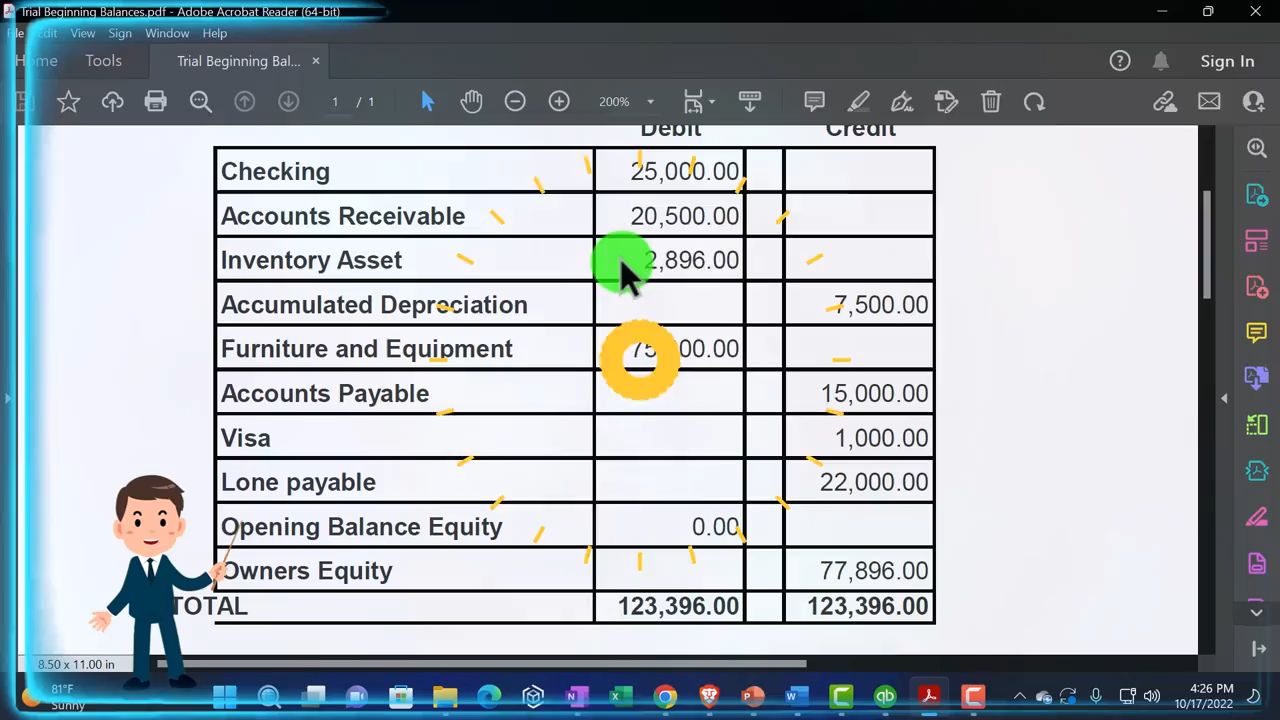 Trial Beginning Balances.pdf - Adobe Acrobat Reader (64-bit)
File Edit View Sign Window Help
Home Tools Trial Beginning Bal... × Sign In
1 / 1 200%
Debit Credit
Checking 25,000.00
Accounts Receivable 20,500.00
Inventory Asset 2,896.00
Accumulated Depreciation 7,500.00
Furniture and Equipment
Accounts Payable 15,000.00
Visa 1,000.00
Lone payable 22,000.00
Opening Balance Equity 0.00
Owners Equity 77,896.00
TOTAL 123,396.00 123,396.00
8.50 x 11.00 in
81°F
Sunny
4:26 PM
10/17/2022